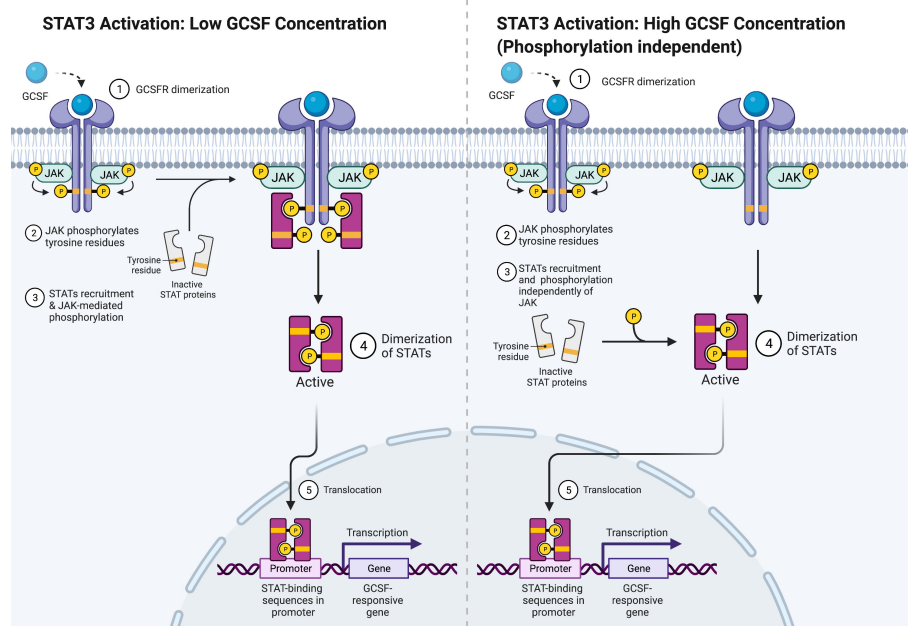 STAT3 Activation: Low GCSF Concentration
GCSF
1
GCSFR dimerization
P
JAK
JAK
P
P
P
P
JAK
JAK
P
P
P
P
P
2
JAK phosphorylates
tyrosine residues
Tyrosine
residue
Inactive
STAT proteins
3
STATs recruitment
& JAK-mediated
phosphorylation
P
P
4
Dimerization
of STATs
Active
5
Translocation
P
P
Transcription
Promoter
Gene
STAT-binding
sequences in
promoter
GCSF-
responsive
gene
STAT3 Activation: High GCSF Concentration
(Phosphorylation independent)
GCSF
1
GCSFR dimerization
P
JAK
JAK
P
P
P
P
JAK
JAK
P
2
JAK phosphorylates
tyrosine residues
3
STATs recruitment
and phosphorylation
independently of
JAK
Tyrosine
residue
Inactive
STAT proteins
P
P
P
4
Dimerization
of STATs
Active
5
Translocation
P
P
Transcription
Promoter
Gene
STAT-binding
sequences in
promoter
GCSF-
responsive
gene